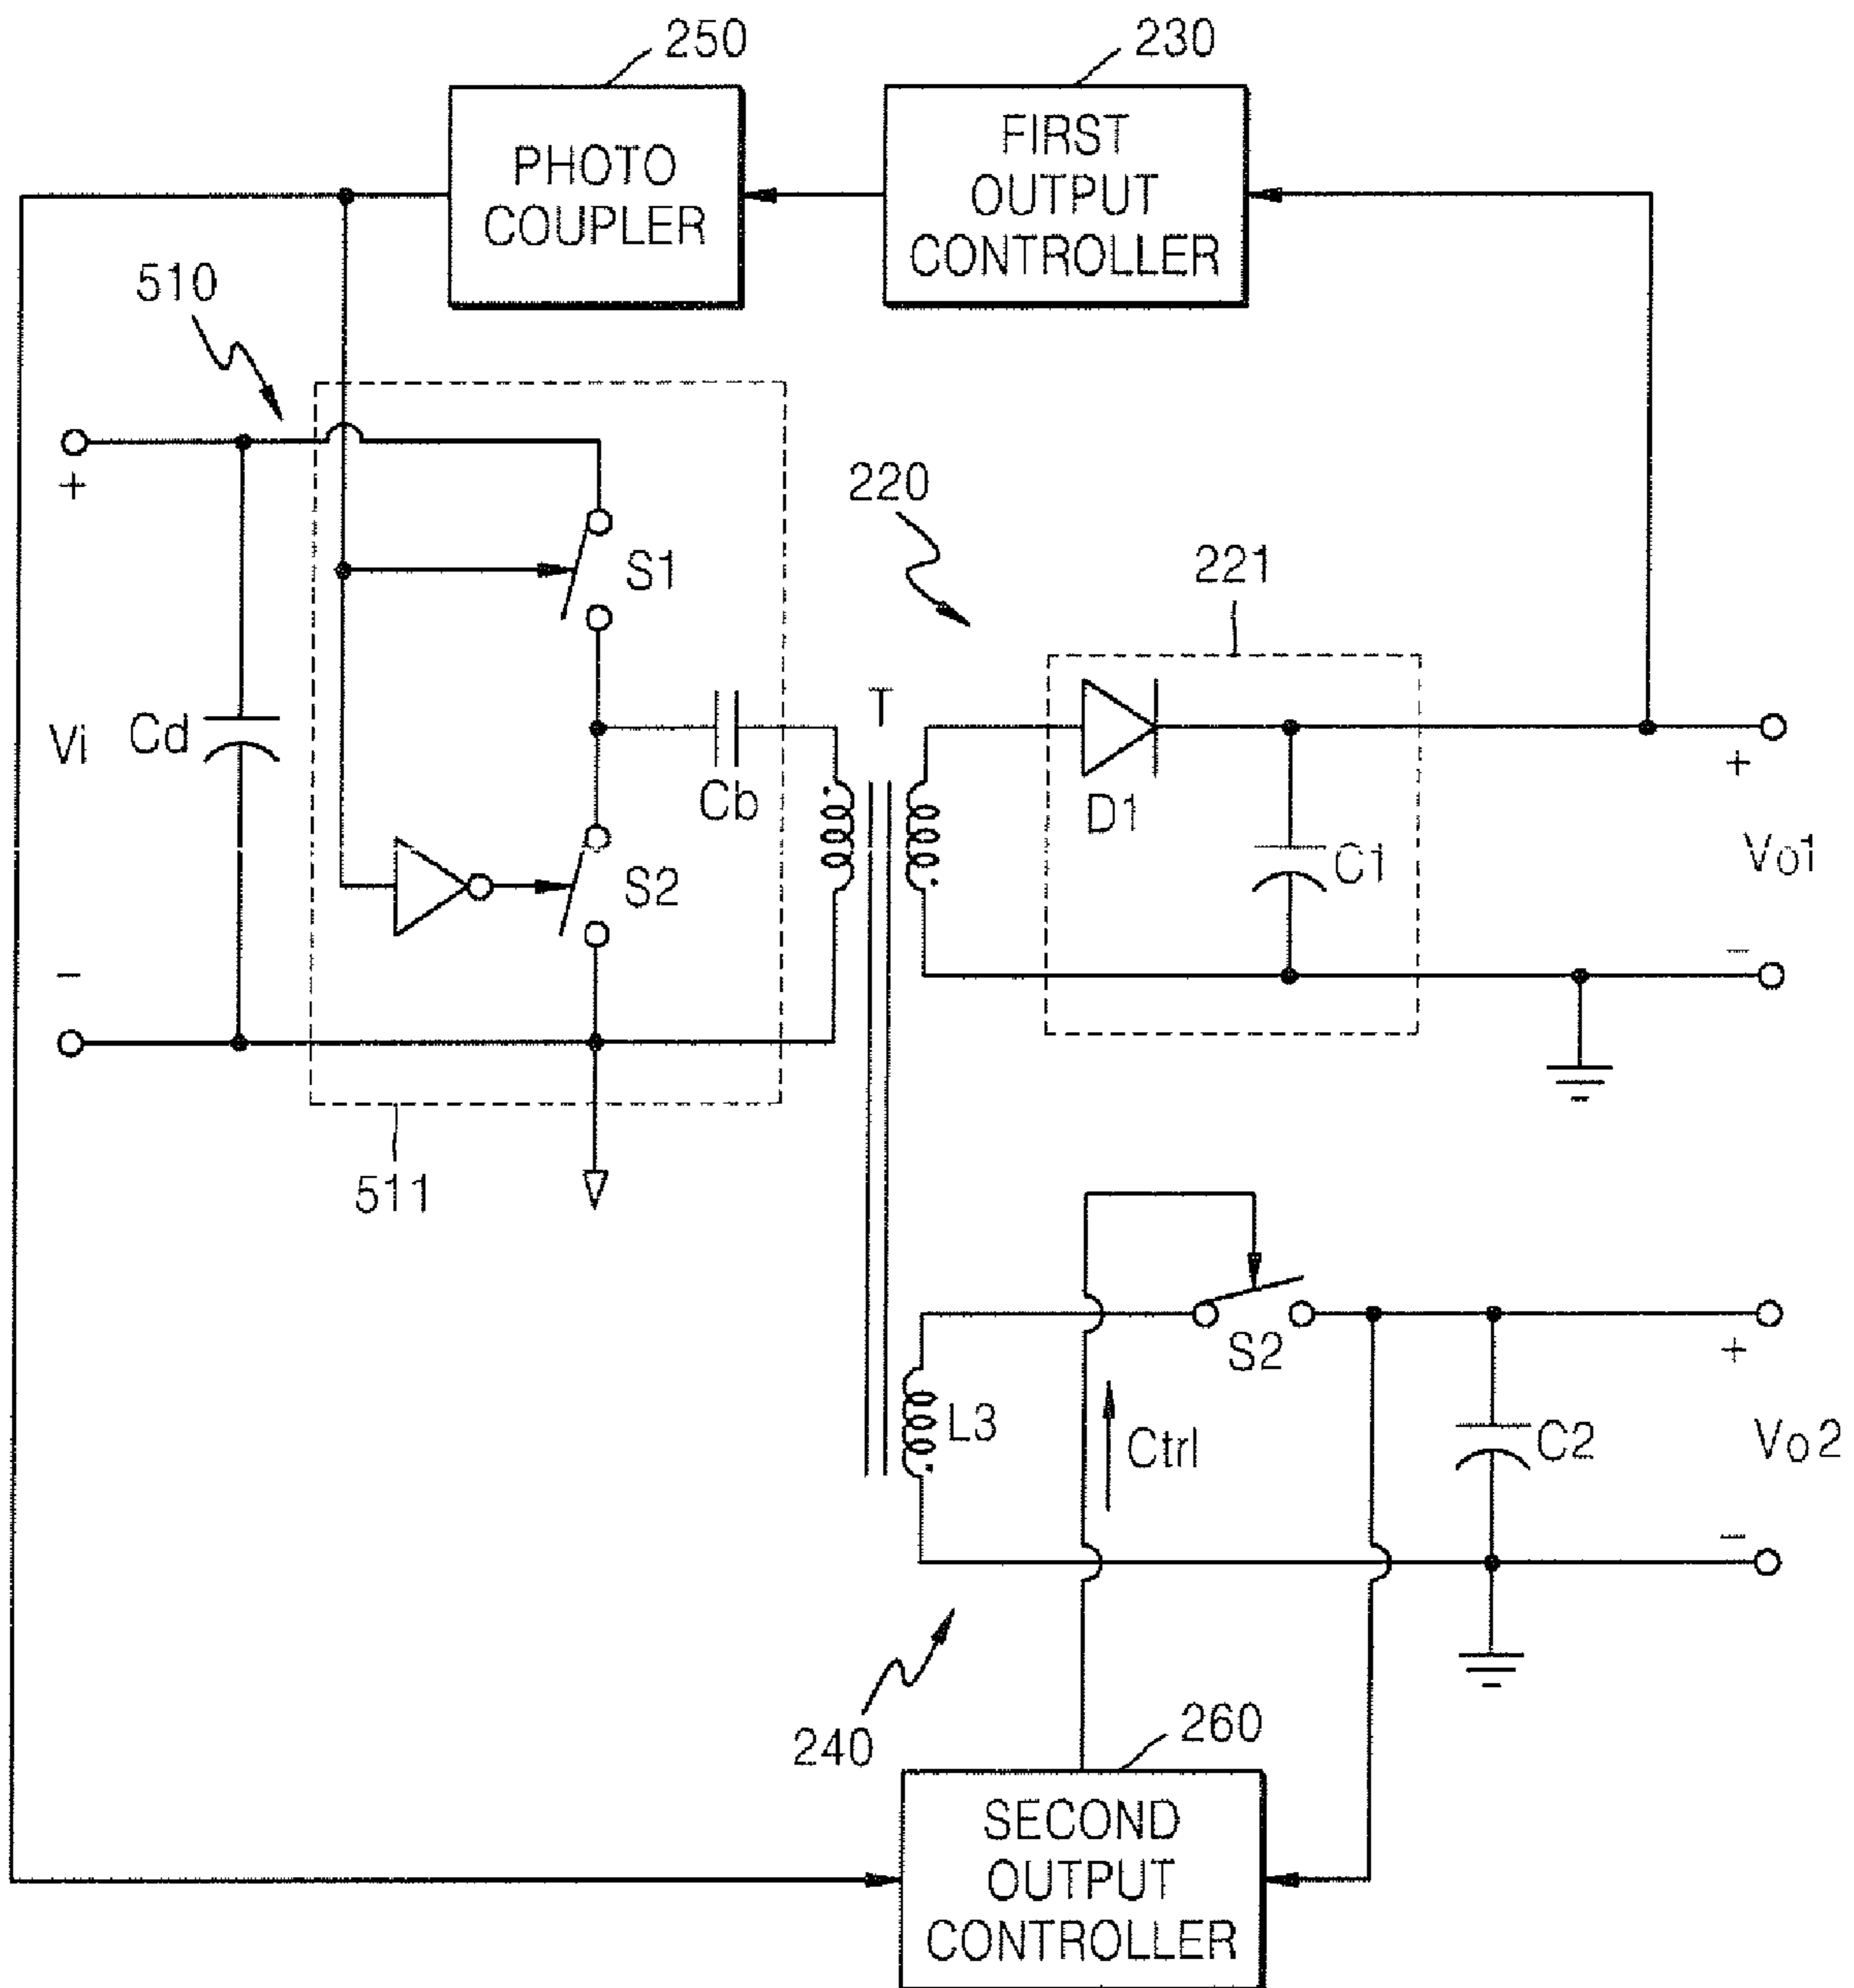 250
230
PHOTO
COUPLER
FIRST
OUTPUT
CONTROLLER
510
+
220
S1
221
T
Vi
Cd
Cb
D1
C1
+
Vo1
-
S2
-
511
S2
+
L3
Ctrl
C2
Vo2
-
240
260
SECOND
OUTPUT
CONTROLLER